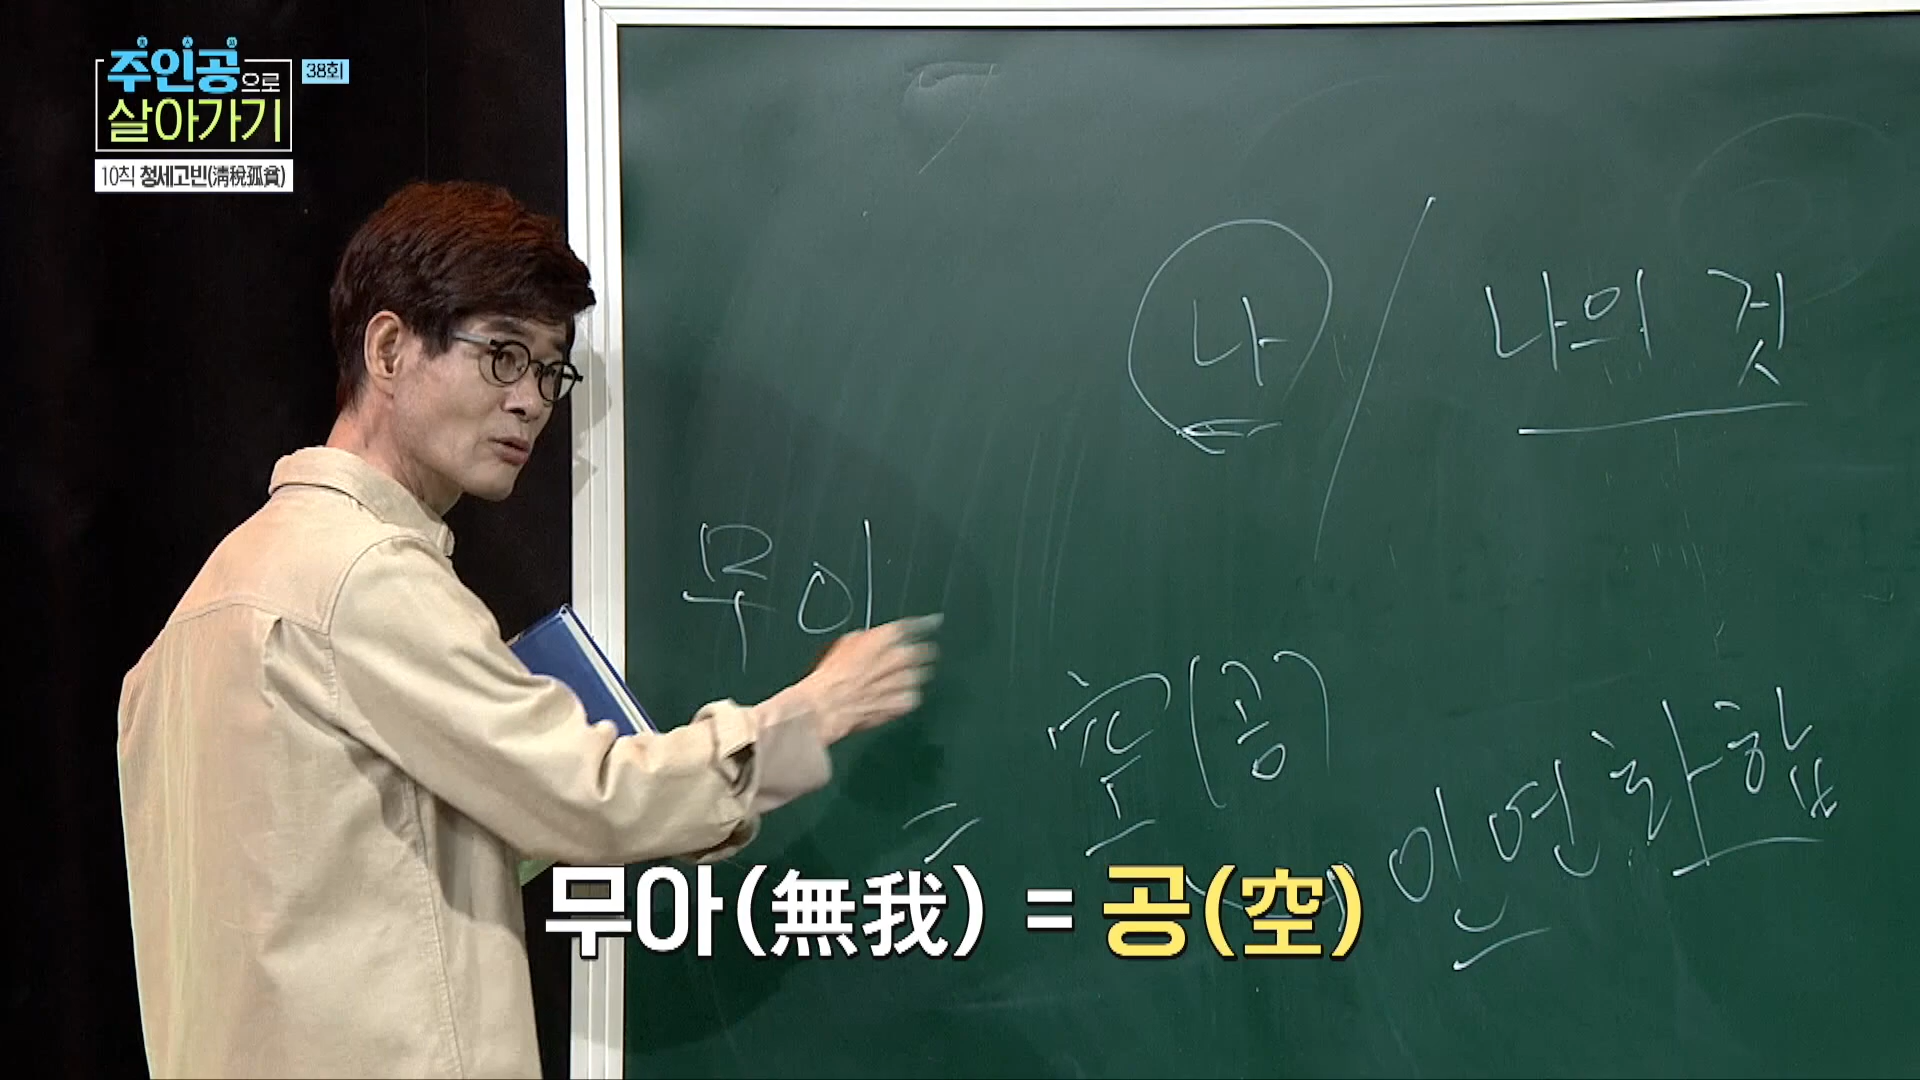 주인공으로
살아가기
38회
10칙 청세고빈(淸稅孤貧)
나 / 나의 것
무아
= 空(공)
인연화합
무아(無我) = 공(空)